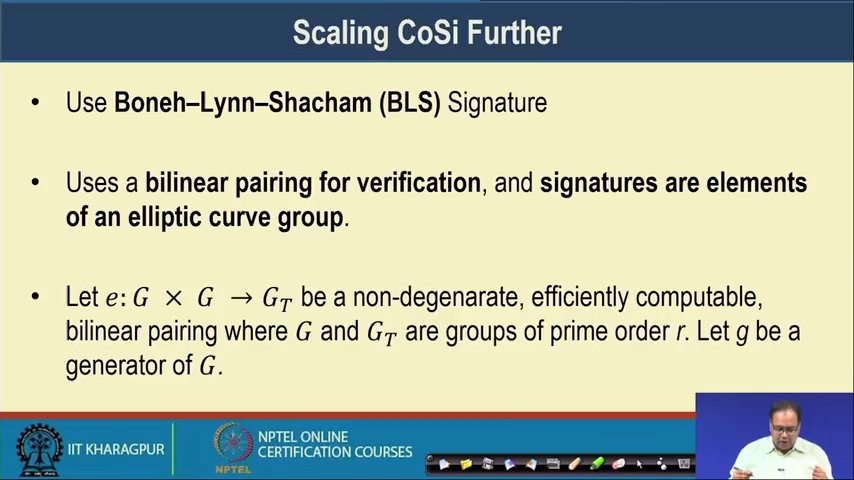 Scaling CoSi Further
• Use Boneh–Lynn–Shacham (BLS) Signature
• Uses a bilinear pairing for verification, and signatures are elements
of an elliptic curve group.
• Let e: G × G → G_T be a non-degenarate, efficiently computable,
bilinear pairing where G and G_T are groups of prime order r. Let g be a
generator of G.
IIT KHARAGPUR
NPTEL
NPTEL ONLINE
CERTIFICATION COURSES